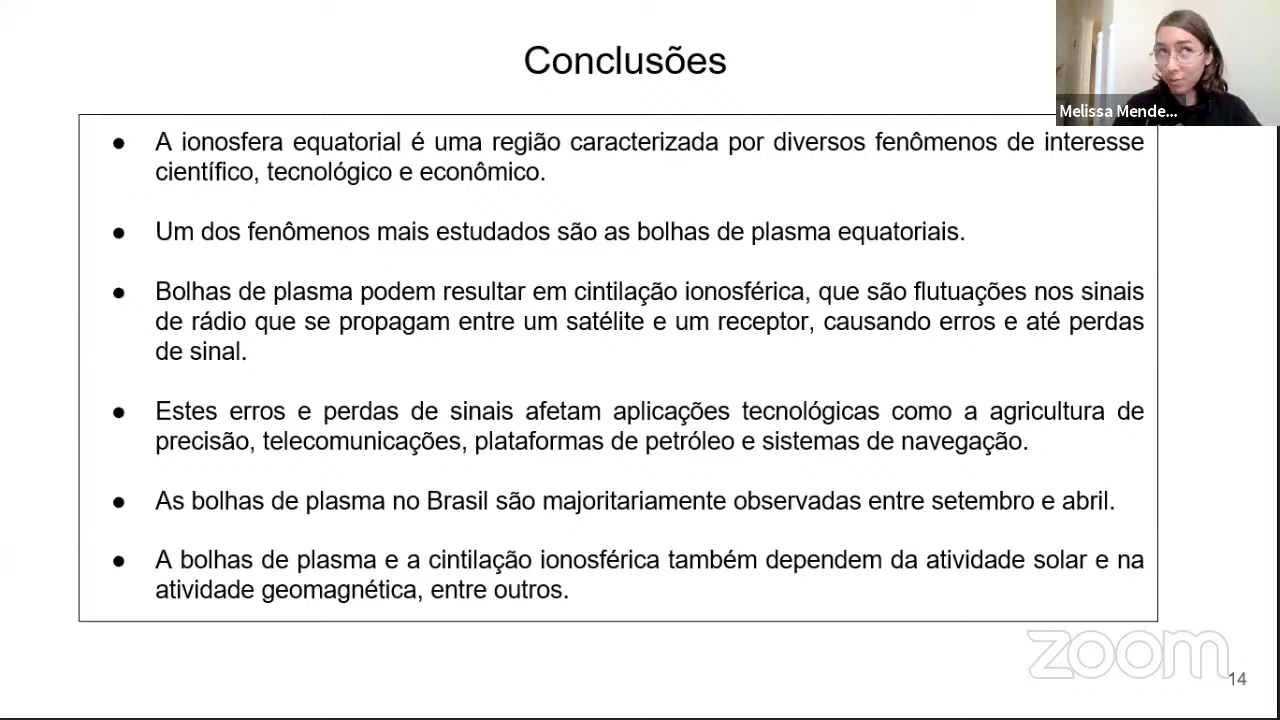 Conclusões
Melissa Mende...
● A ionosfera equatorial é uma região caracterizada por diversos fenômenos de interesse
científico, tecnológico e econômico.
● Um dos fenômenos mais estudados são as bolhas de plasma equatoriais.
● Bolhas de plasma podem resultar em cintilação ionosférica, que são flutuações nos sinais
de rádio que se propagam entre um satélite e um receptor, causando erros e até perdas
de sinal.
● Estes erros e perdas de sinais afetam aplicações tecnológicas como a agricultura de
precisão, telecomunicações, plataformas de petróleo e sistemas de navegação.
● As bolhas de plasma no Brasil são majoritariamente observadas entre setembro e abril.
● A bolhas de plasma e a cintilação ionosférica também dependem da atividade solar e na
atividade geomagnética, entre outros.
zoom
14